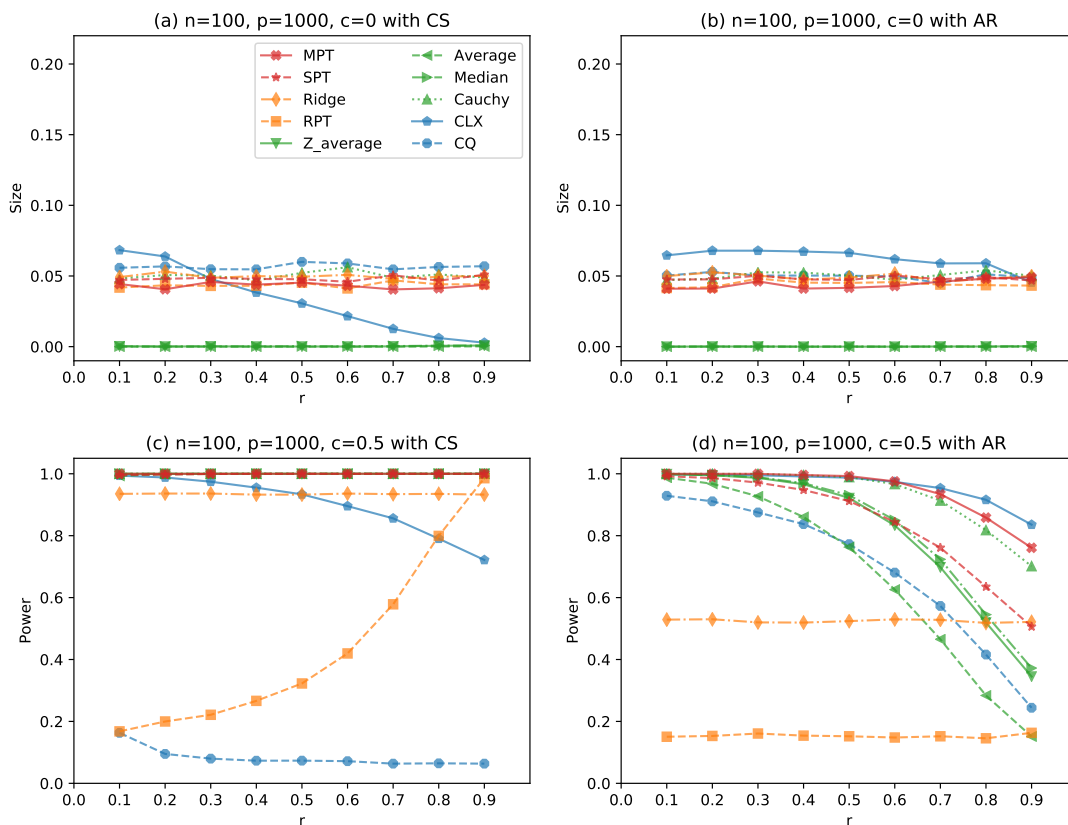 (a) n=100, p=1000, c=0 with CS
(b) n=100, p=1000, c=0 with AR
0.20
0.15
0.10
0.05
0.00
Size
MPT
SPT
Ridge
RPT
Z_average
Average
Median
Cauchy
CLX
CQ
0.0 0.1 0.2 0.3 0.4 0.5 0.6 0.7 0.8 0.9
r
0.20
0.15
0.10
0.05
0.00
Size
0.0 0.1 0.2 0.3 0.4 0.5 0.6 0.7 0.8 0.9
r
(c) n=100, p=1000, c=0.5 with CS
(d) n=100, p=1000, c=0.5 with AR
1.0
0.8
0.6
0.4
0.2
0.0
Power
0.0 0.1 0.2 0.3 0.4 0.5 0.6 0.7 0.8 0.9
r
1.0
0.8
0.6
0.4
0.2
0.0
Power
0.0 0.1 0.2 0.3 0.4 0.5 0.6 0.7 0.8 0.9
r